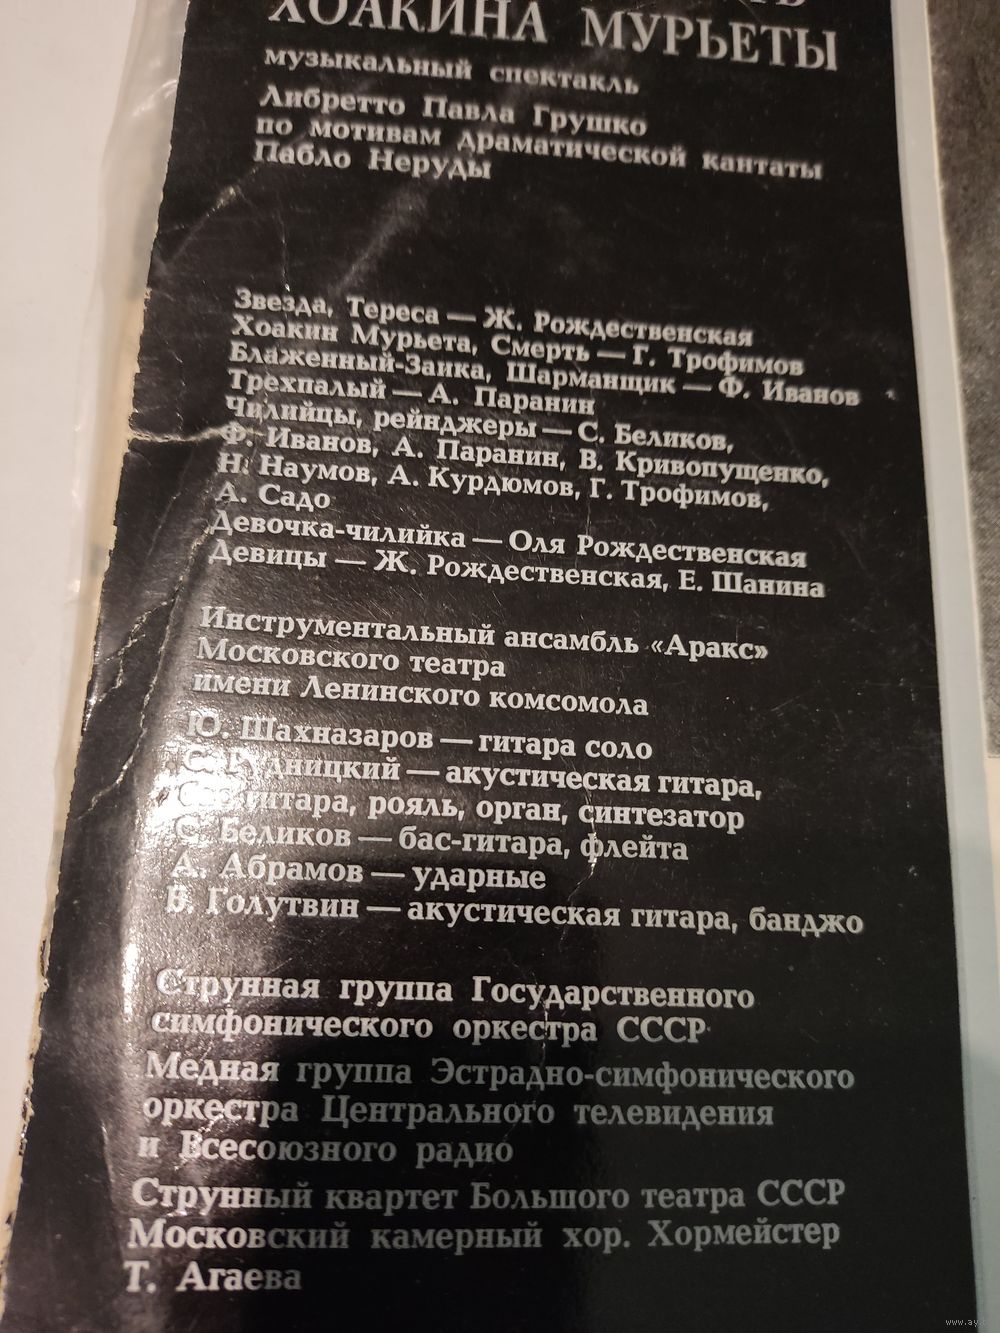 ХОАКИНА МУРЬЕТЫ
музыкальный спектакль
Либретто Павла Грушко
по мотивам драматической кантаты
Пабло Неруды
Звезда, Тереса — Ж. Рождественская
Хоакин Мурьета, Смерть — Г. Трофимов
Блаженный-Заика, Шарманщик — Ф. Иванов
Трехпалый — А. Паранин
Чилийцы, рейнджеры — С. Беликов,
Ф. Иванов, А. Паранин, В. Кривопущенко,
Н. Наумов, А. Курдюмов, Г. Трофимов,
А. Садо
Девочка-чилийка — Оля Рождественская
Девицы — Ж. Рождественская, Е. Шанина
Инструментальный ансамбль «Аракс»
Московского театра
имени Ленинского комсомола
Ю. Шахназаров — гитара соло
С. Рудницкий — акустическая гитара,
гитара, рояль, орган, синтезатор
С. Беликов — бас-гитара, флейта
А. Абрамов — ударные
В. Голутвин — акустическая гитара, банджо
Струнная группа Государственного
симфонического оркестра СССР
Медная группа Эстрадно-симфонического
оркестра Центрального телевидения
и Всесоюзного радио
Струнный квартет Большого театра СССР
Московский камерный хор. Хормейстер
Т. Агаева